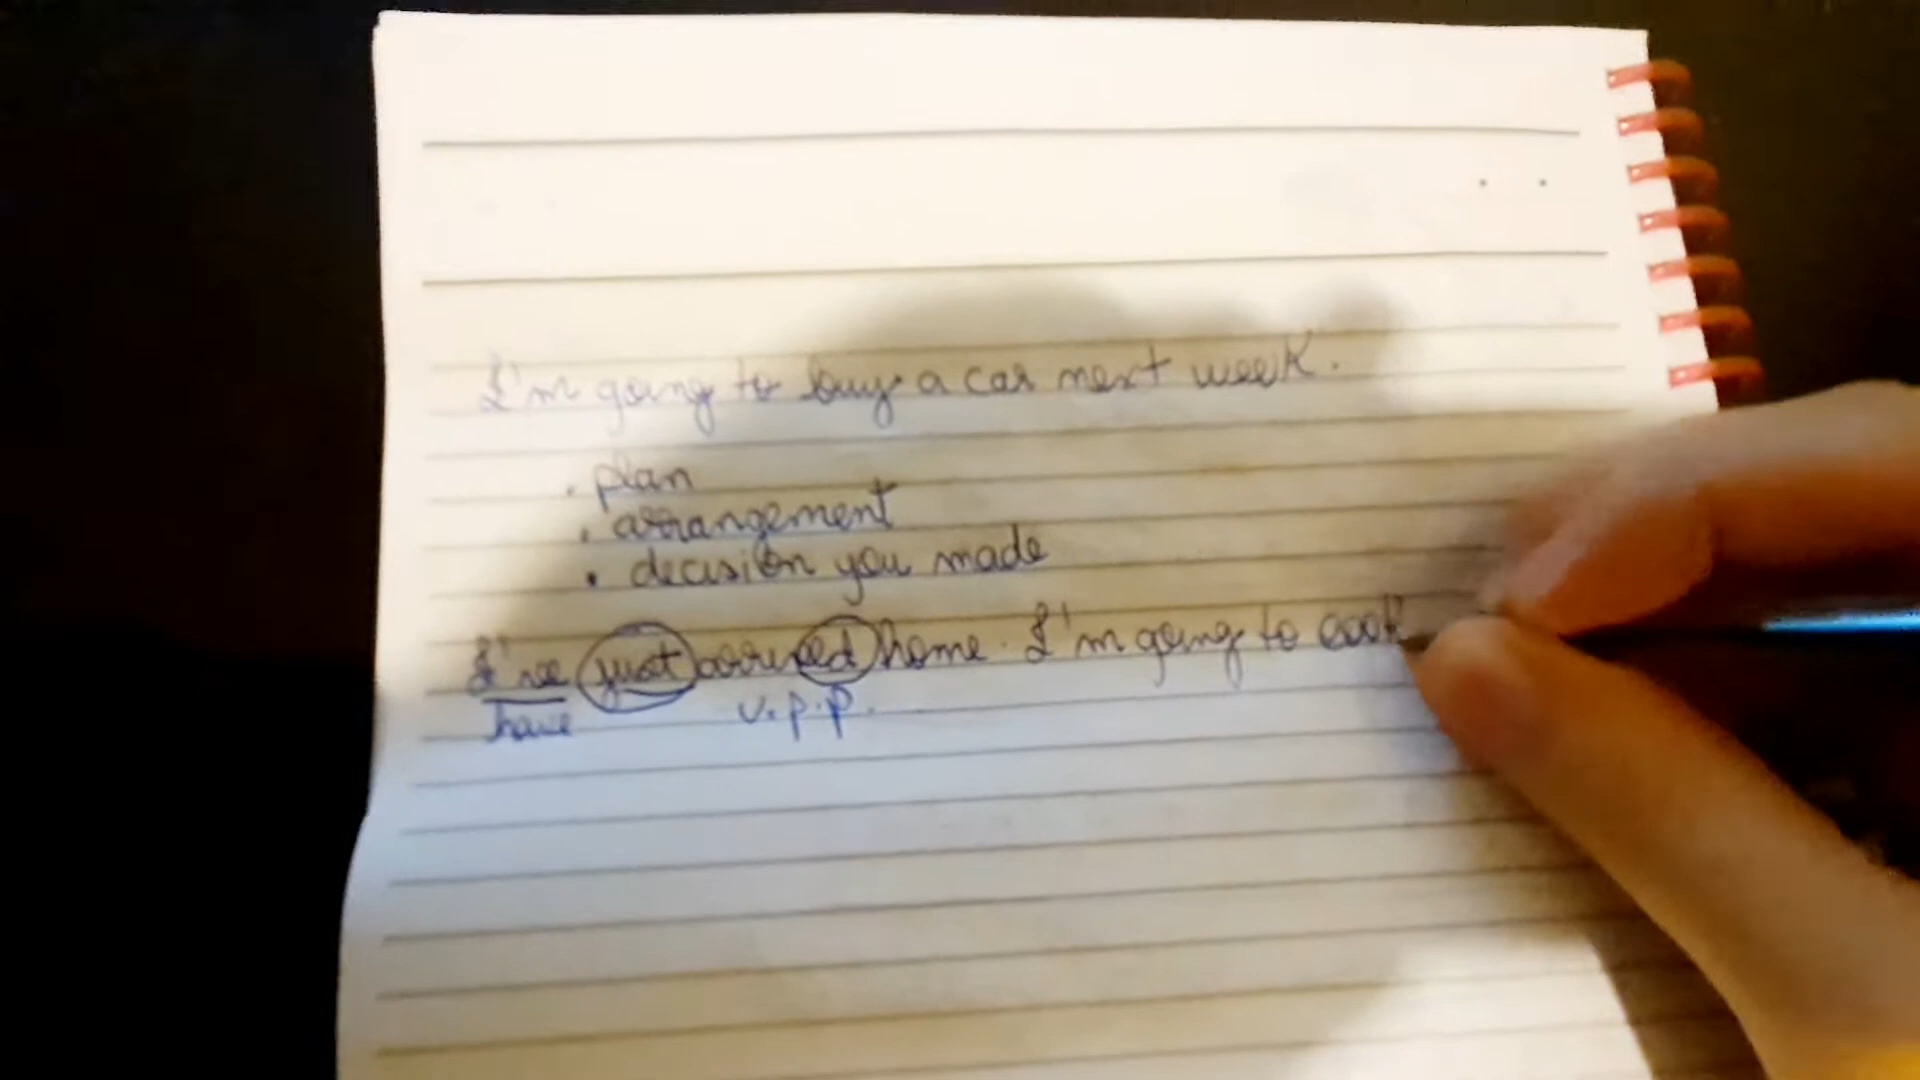 I'm going to buy a car next week.
. plan
. arrangement
. decision you made
I've just arrived home. I'm going to cook
have v.p.p.